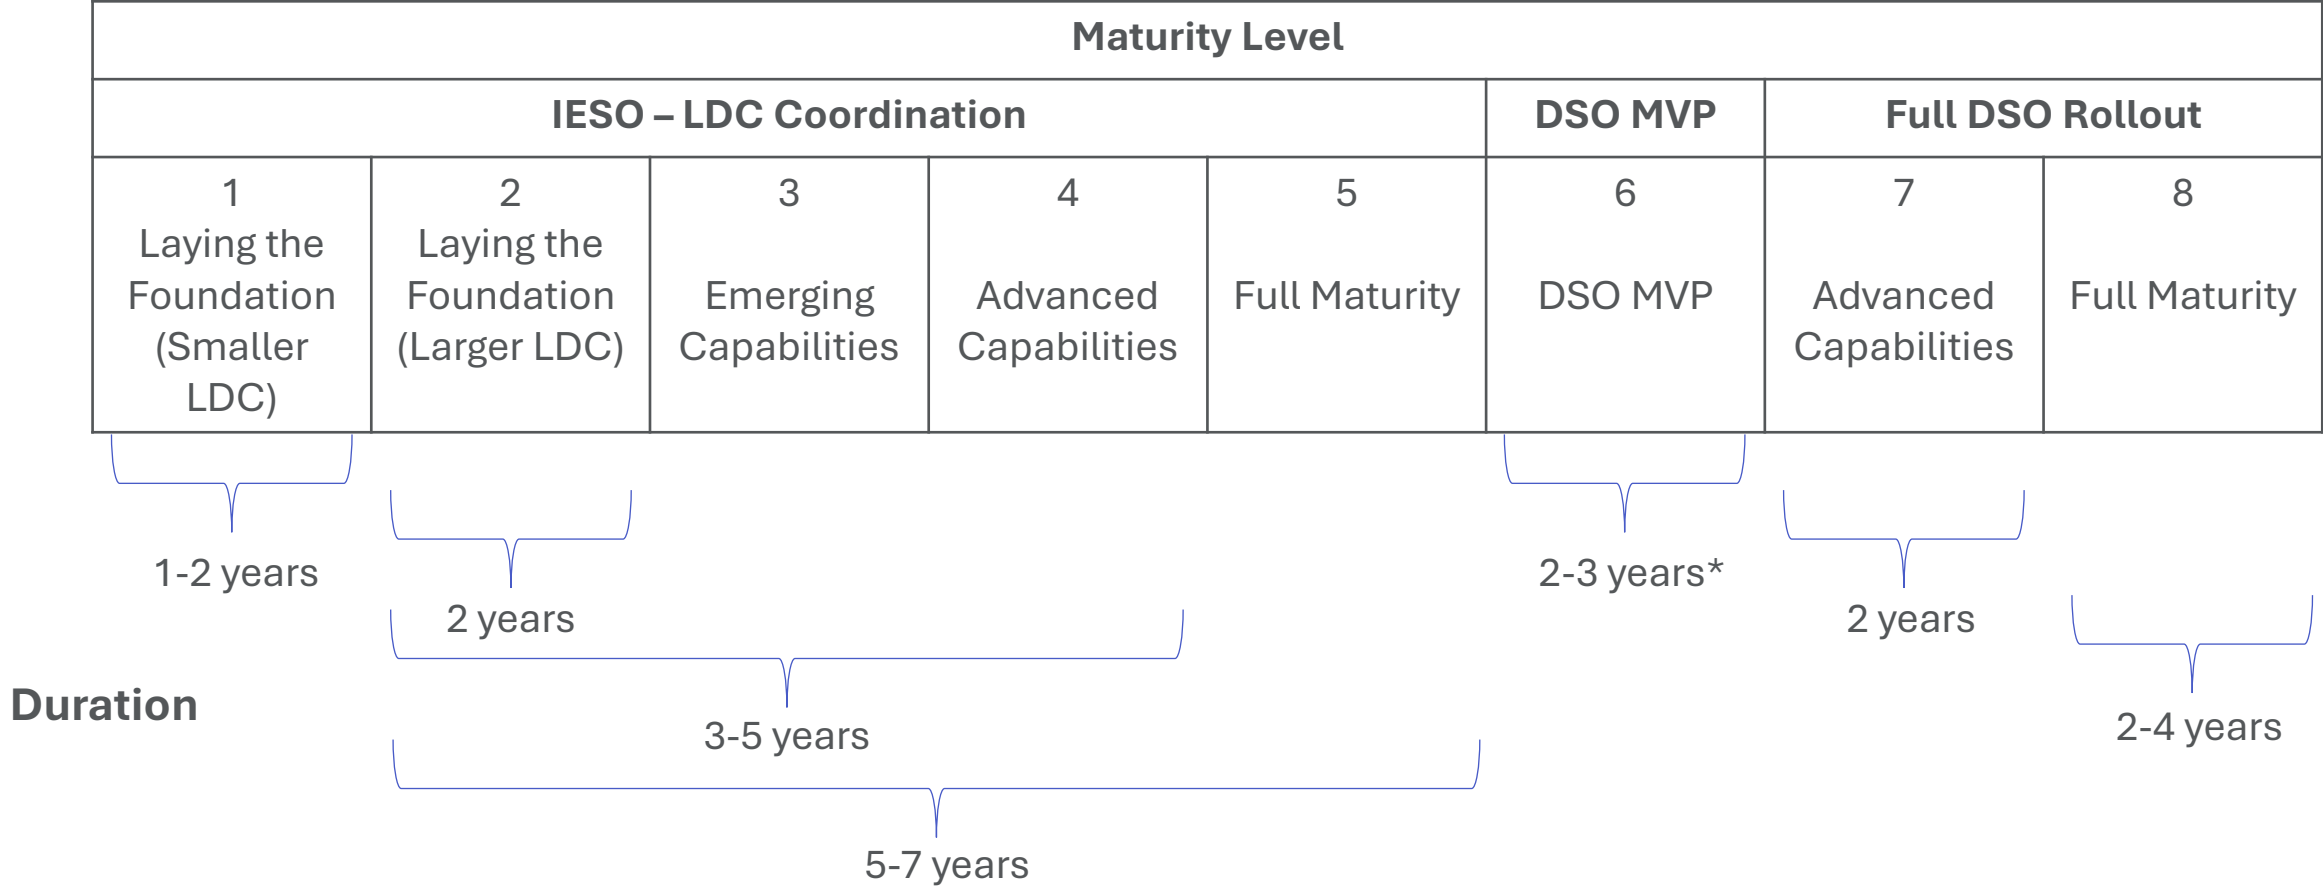 Maturity Level
IESO – LDC Coordination
DSO MVP
Full DSO Rollout
1
Laying the
Foundation
(Smaller
LDC)
2
Laying the
Foundation
(Larger LDC)
3
Emerging
Capabilities
4
Advanced
Capabilities
5
Full Maturity
6
DSO MVP
7
Advanced
Capabilities
8
Full Maturity
Duration
1-2 years
2 years
3-5 years
5-7 years
2-3 years*
2 years
2-4 years